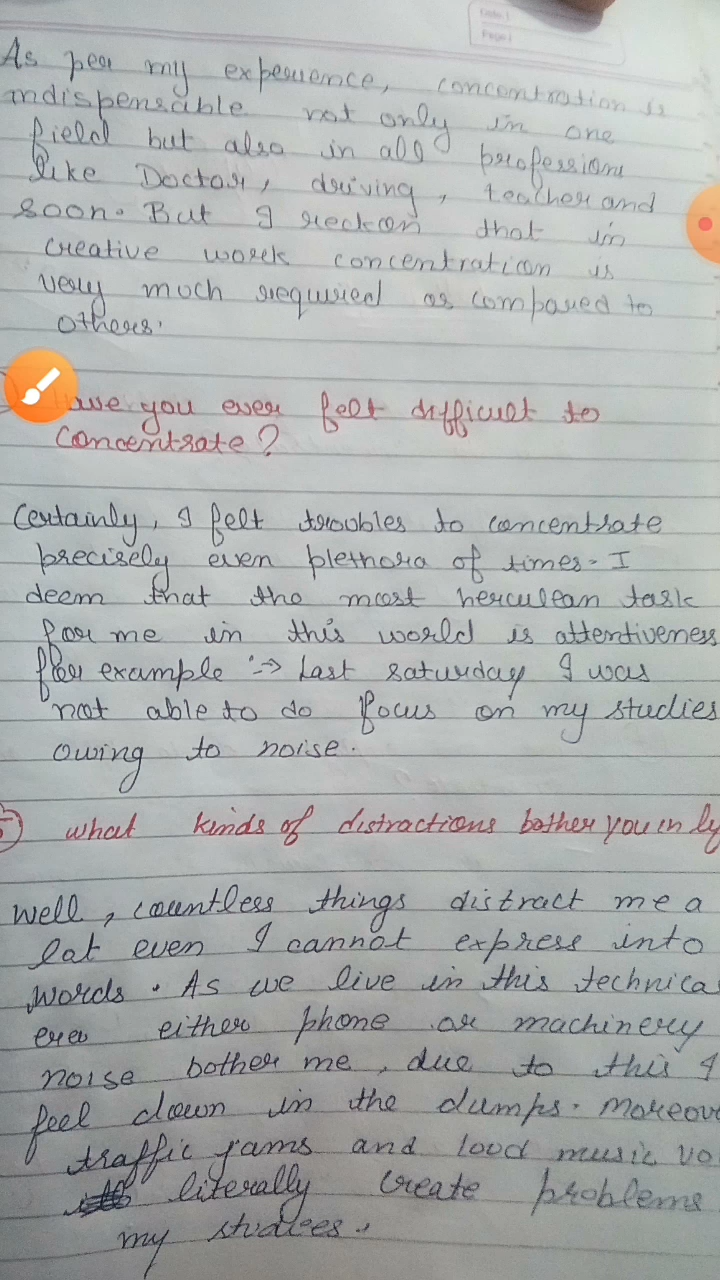 Page
As per my experience, concentration is
indispensable not only in one
field but also in all professions
like Doctor, driving, teacher and
soon. But I reckon that in
creative work concentration is
very much required as compared to
others.
ave you ever felt difficult to
Concentrate?
Certainly, I felt troubles to concentrate
precisely even plethora of times. I
deem that the most herculean task
for me in this world is attentiveness
for example :→ Last saturday I was
not able to do focus on my studies
owing to noise.
what kinds of distractions bother you in
Well, countless things distract me a
lot even I cannot express into
words. As we live in this technica
era either phone or machinery
noise bother me, due to this I
feel down in the dumps. Moreove
traffic jams and loud music vo
literally create problems
my studees.